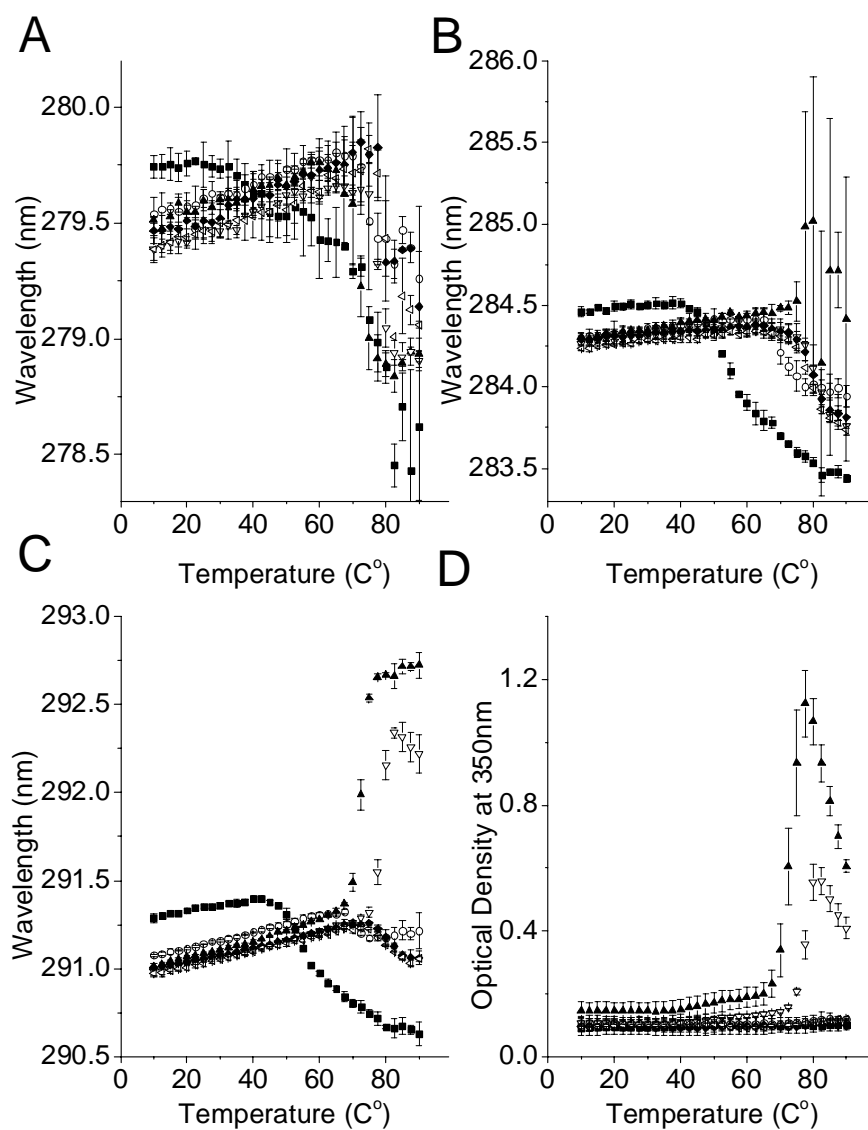 A
280.0
279.5
279.0
278.5
Wavelength (nm)
0 20 40 60 80
Temperature (C°)
B
286.0
285.5
285.0
284.5
284.0
283.5
Wavelength (nm)
0 20 40 60 80
Temperature (C°)
C
293.0
292.5
292.0
291.5
291.0
290.5
Wavelength (nm)
0 20 40 60 80
Temperature (C°)
D
1.2
0.8
0.4
0.0
Optical Density at 350nm
0 20 40 60 80
Temperature (C°)